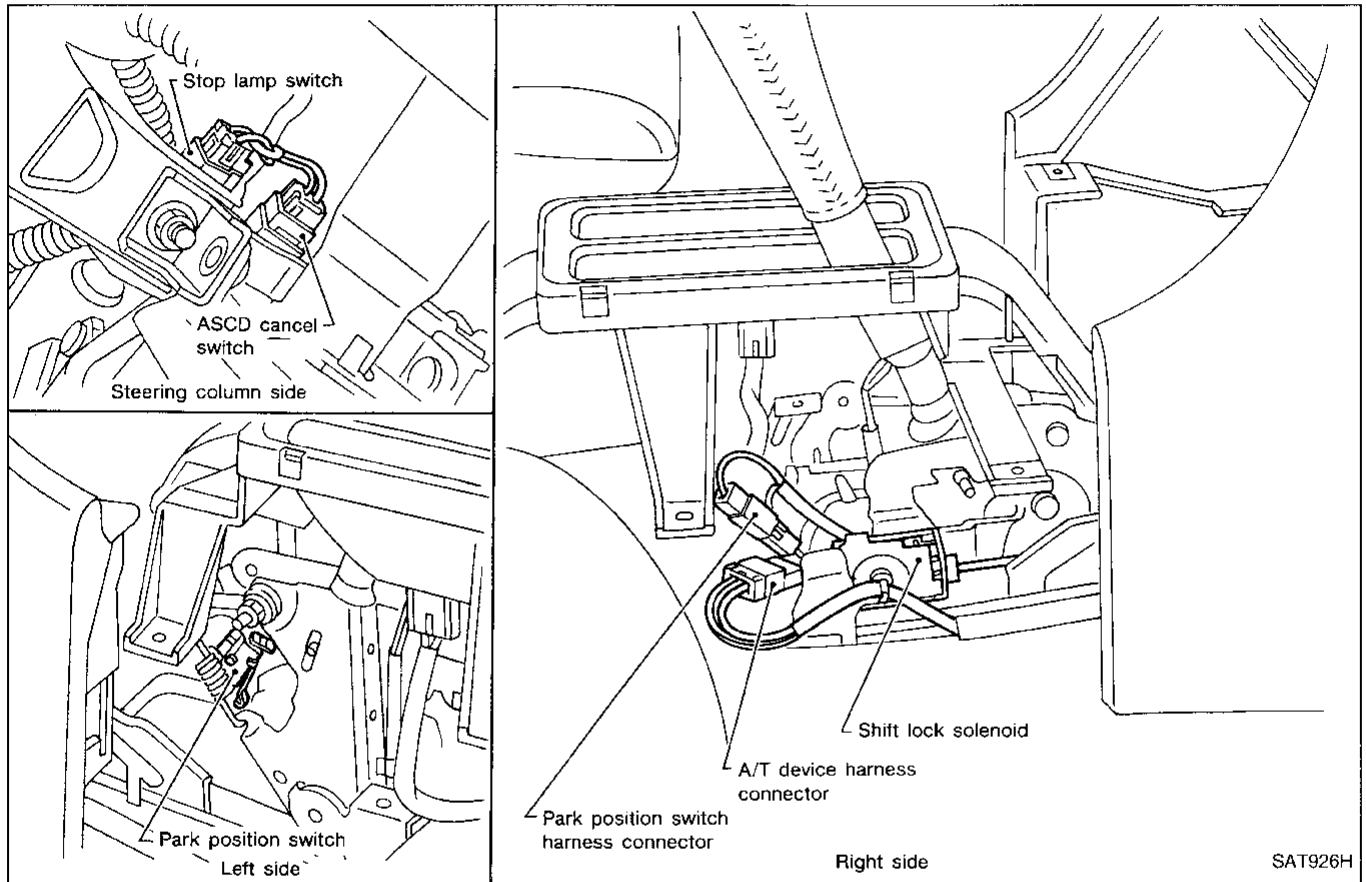 Stop lamp switch
ASCD cancel
switch
Steering column side
Park position switch
Left side
Shift lock solenoid
A/T device harness
connector
Park position switch
harness connector
Right side
SAT926H